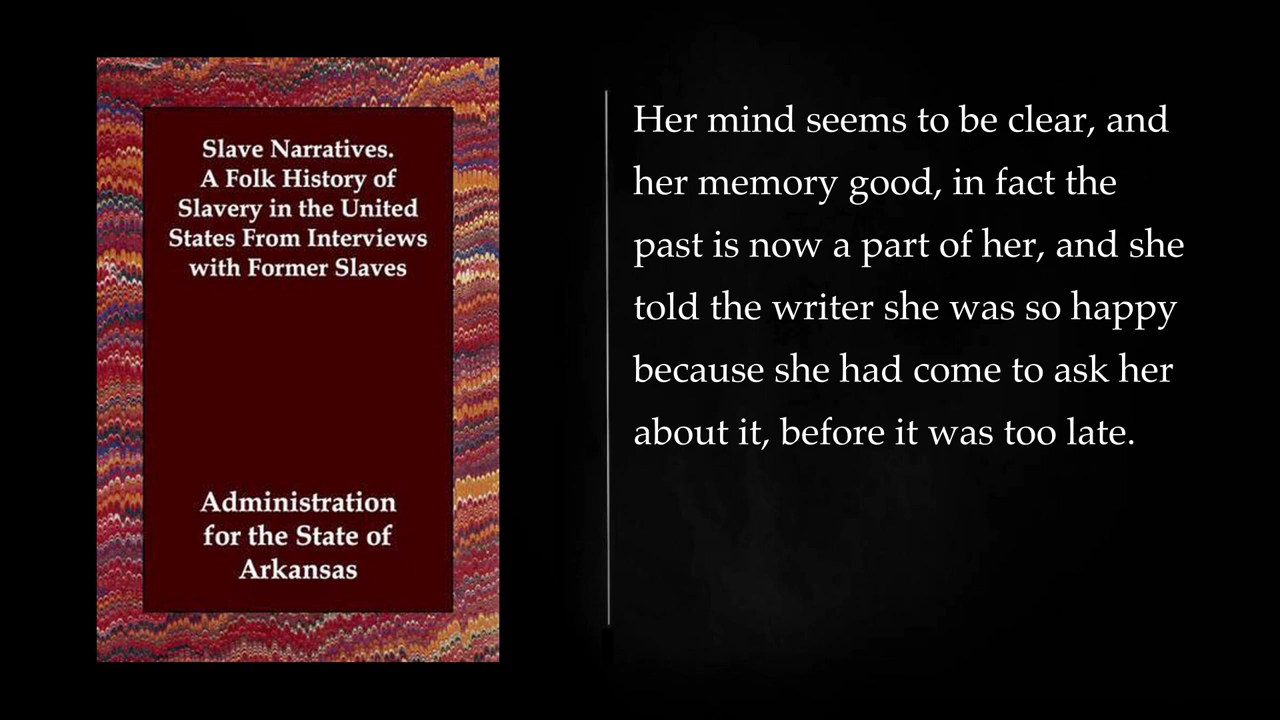 Slave Narratives.
A Folk History of
Slavery in the United
States From Interviews
with Former Slaves
Administration
for the State of
Arkansas
Her mind seems to be clear, and
her memory good, in fact the
past is now a part of her, and she
told the writer she was so happy
because she had come to ask her
about it, before it was too late.